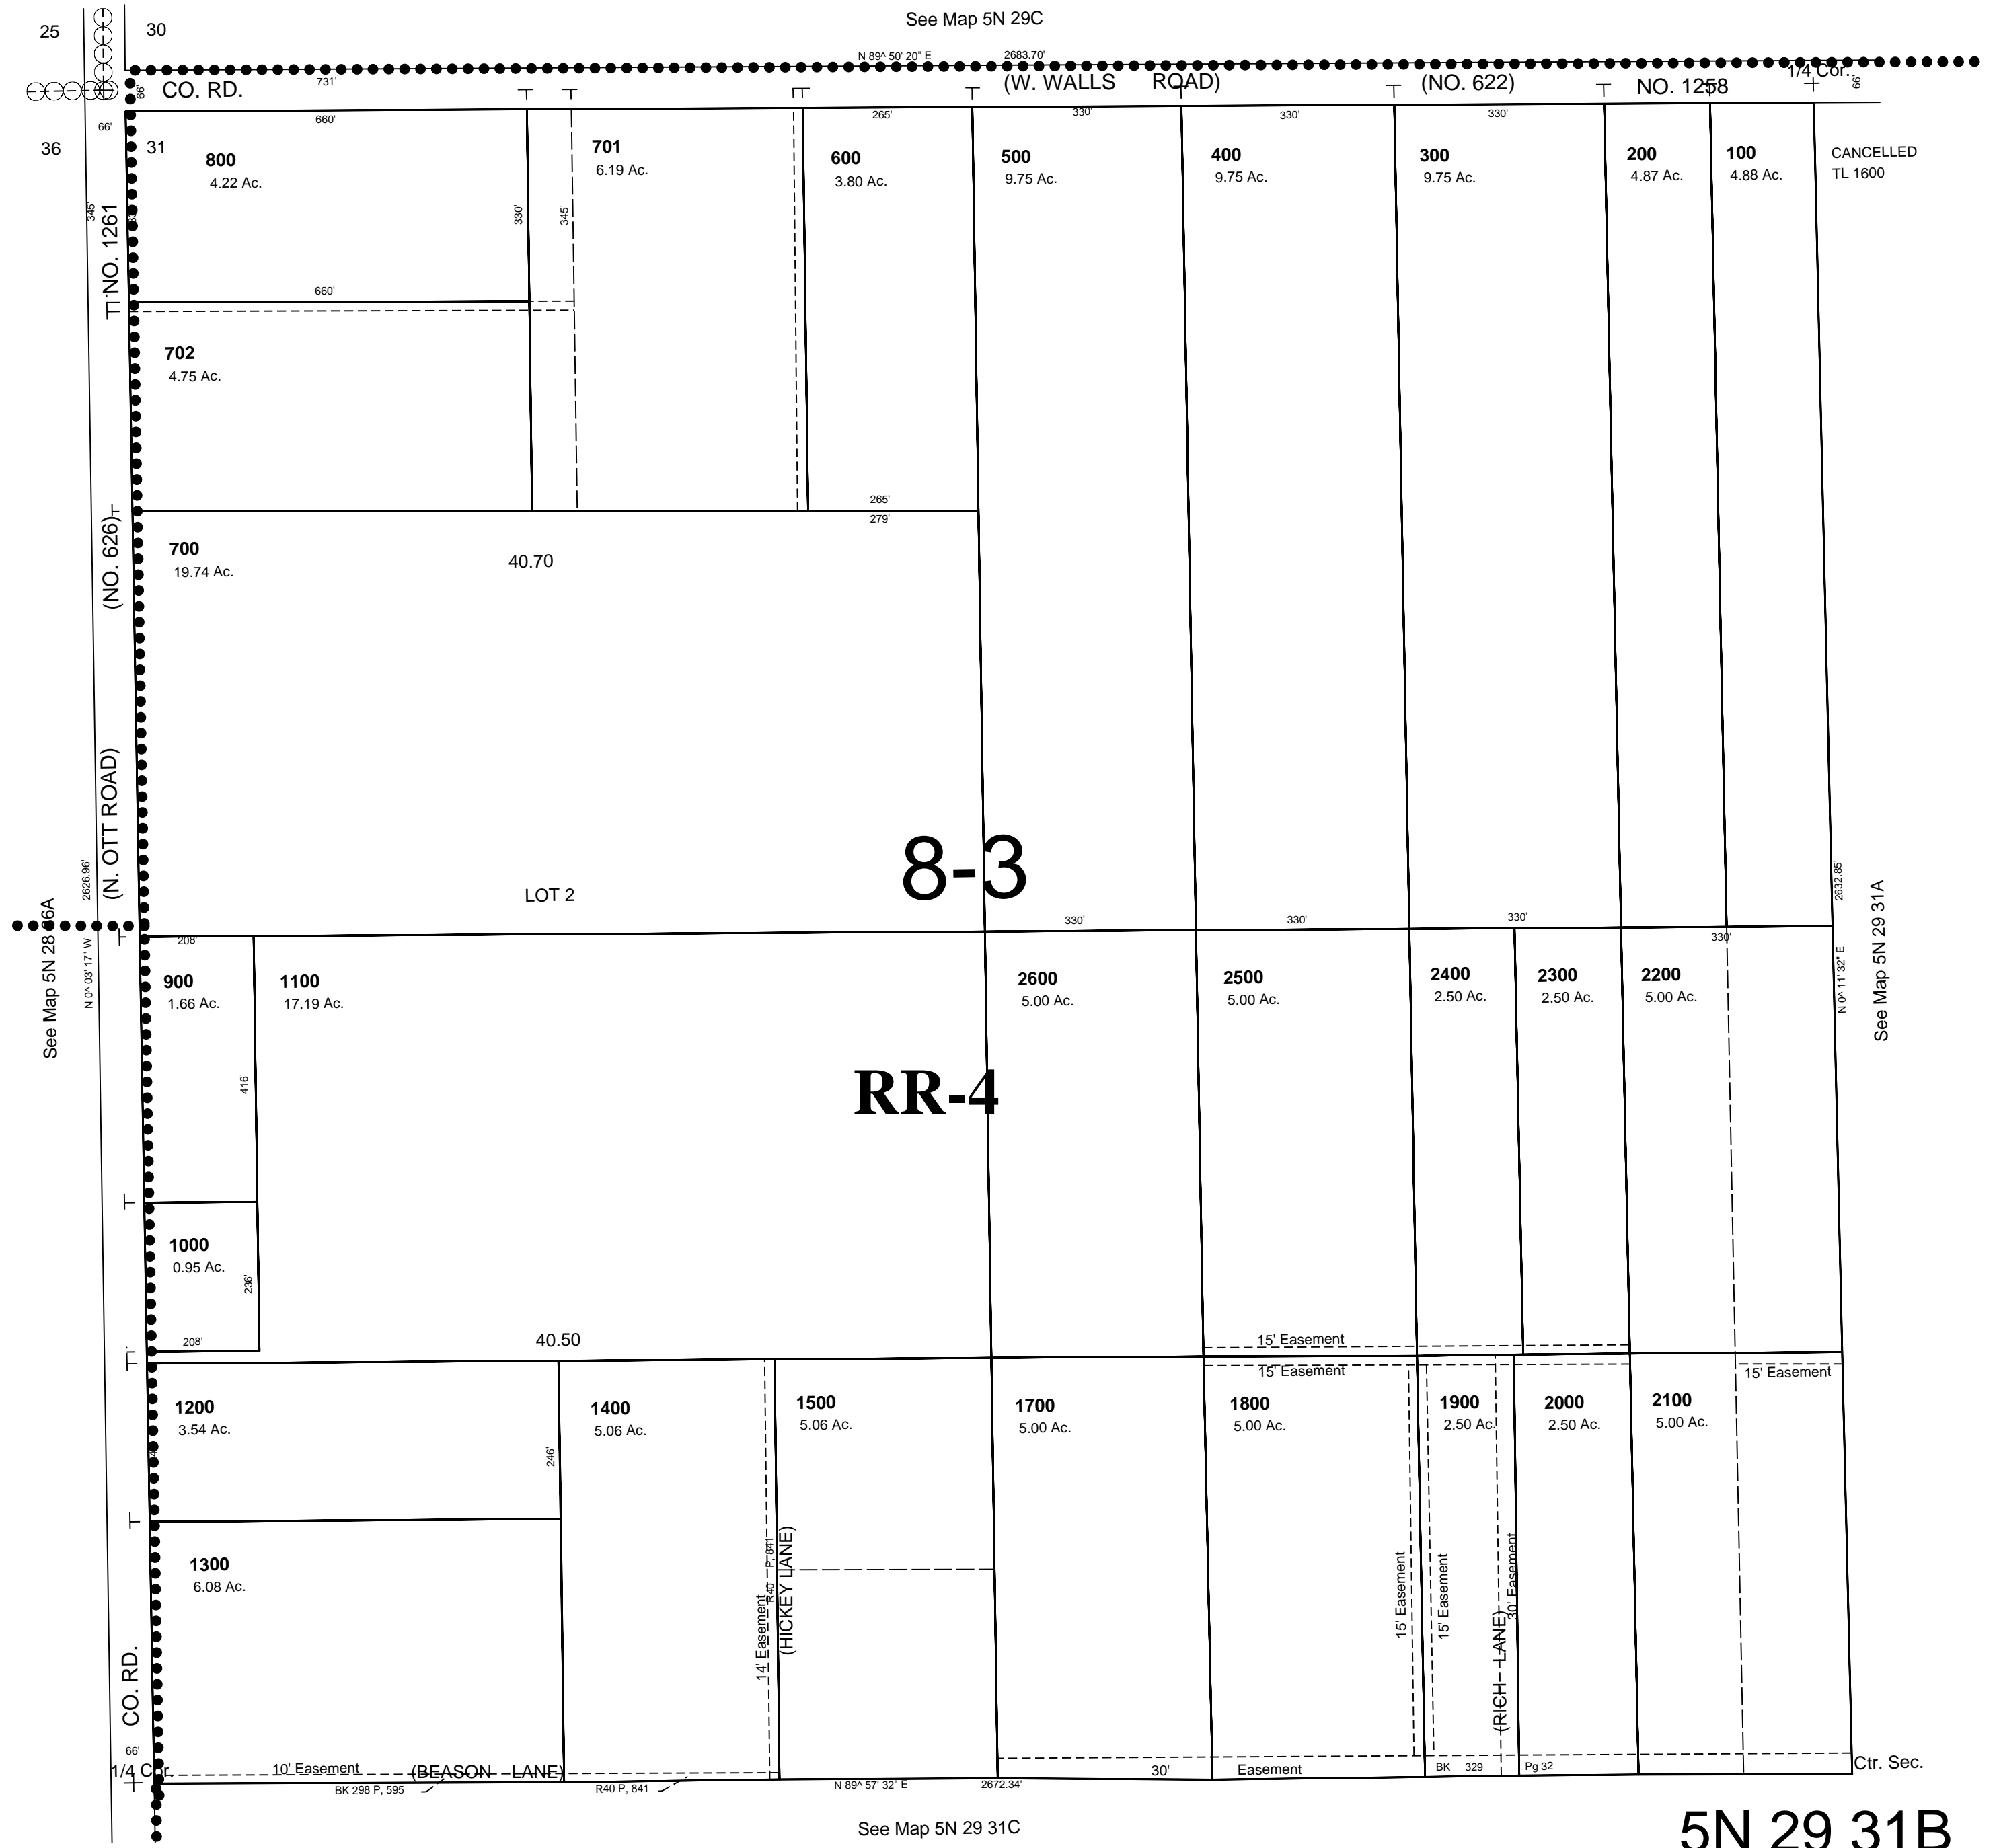 See Map 5N 29C
25
30
N 89^ 50' 20" E
2683.70'
731'
CO. RD.
(W. WALLS ROAD)
(NO. 622)
NO. 1258
1/4 Cor.
66'
66'
66'
660'
265'
330'
330'
330'
36
31
800
4.22 Ac.
701
6.19 Ac.
600
3.80 Ac.
500
9.75 Ac.
400
9.75 Ac.
300
9.75 Ac.
200
4.87 Ac.
100
4.88 Ac.
CANCELLED
TL 1600
345'
330'
345'
NO. 1261
660'
702
4.75 Ac.
265'
279'
(NO. 626)
700
19.74 Ac.
40.70
(N. OTT ROAD)
2626.96'
8-3
2632.85'
LOT 2
See Map 5N 28 36A
N 0^ 03' 17" W
See Map 5N 29 31A
N 0^ 11' 32" E
208'
330'
330'
330'
330'
900
1.66 Ac.
1100
17.19 Ac.
2600
5.00 Ac.
2500
5.00 Ac.
2400
2.50 Ac.
2300
2.50 Ac.
2200
5.00 Ac.
416'
RR-4
1000
0.95 Ac.
236'
208'
40.50
15' Easement
15' Easement
15' Easement
1200
3.54 Ac.
1400
5.06 Ac.
1500
5.06 Ac.
1700
5.00 Ac.
1800
5.00 Ac.
1900
2.50 Ac.
2000
2.50 Ac.
2100
5.00 Ac.
246'
1300
6.08 Ac.
14' Easement
R40 P, 841
(HICKEY LANE)
15' Easement
15' Easement
(RICH LANE)
30' Easement
CO. RD.
66'
1/4 Cor.
10' Easement
(BEASON LANE)
BK 298 P, 595
R40 P, 841
N 89^ 57' 32" E
2672.34'
30'
Easement
BK 329
Pg 32
Ctr. Sec.
See Map 5N 29 31C
5N 29 31B